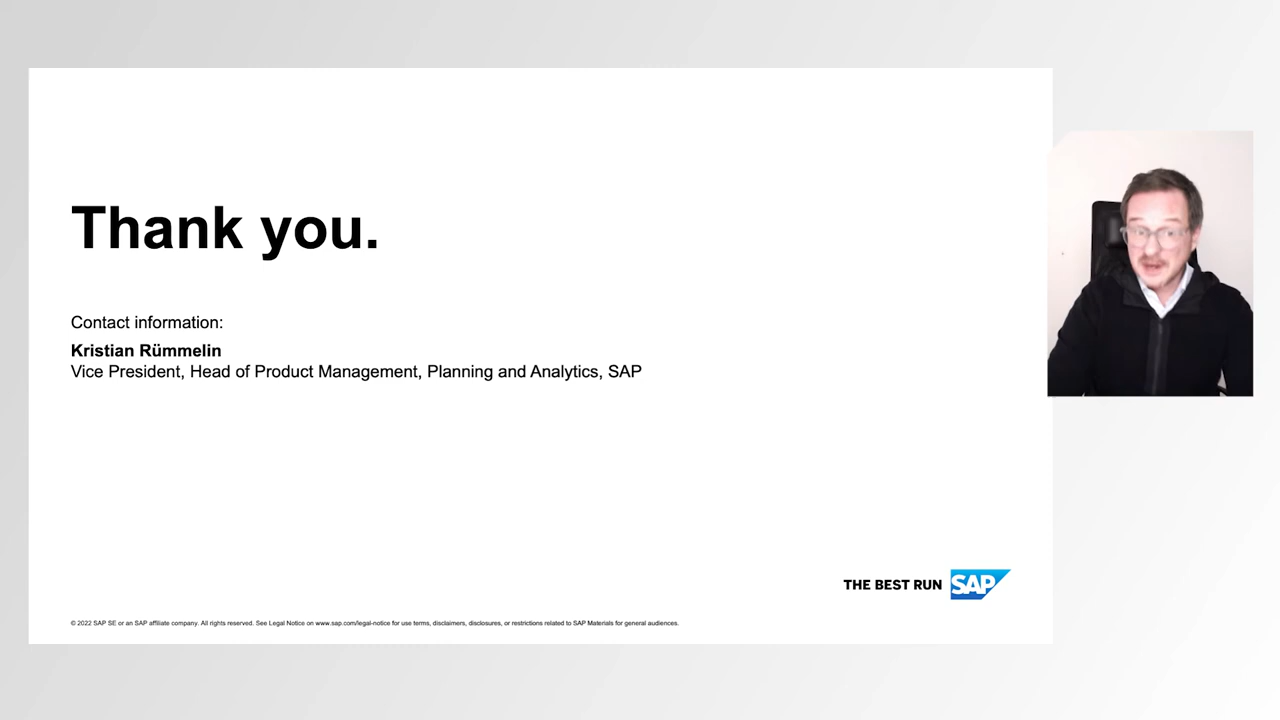 Thank you.
Contact information:
Kristian Rümmelin
Vice President, Head of Product Management, Planning and Analytics, SAP
THE BEST RUN SAP
© 2022 SAP SE or an SAP affiliate company. All rights reserved. See Legal Notice on www.sap.com/legal-notice for use terms, disclaimers, disclosures, or restrictions related to SAP Materials for general audiences.